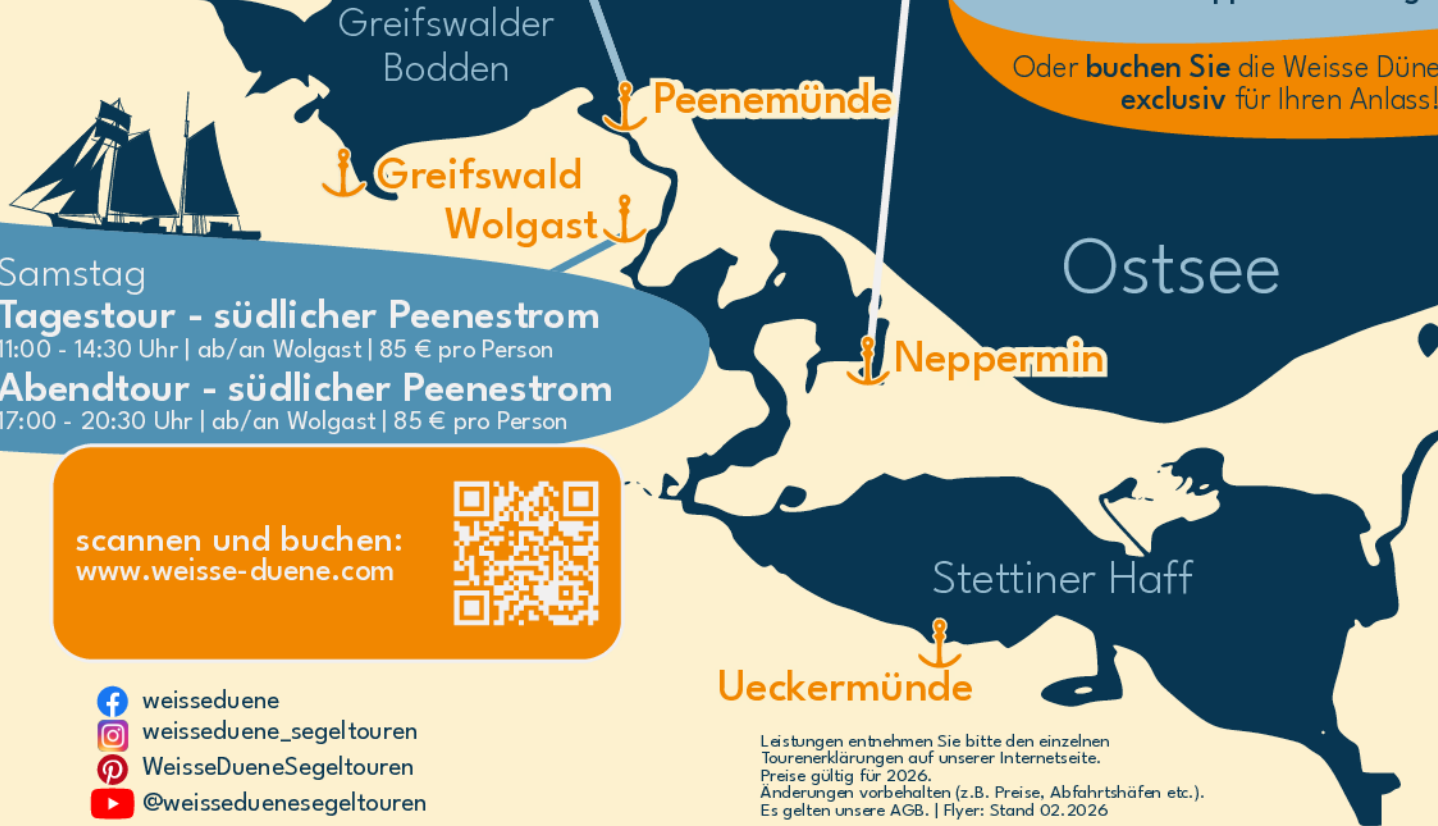 Greifswalder
Bodden
Oder buchen Sie die Weisse Düne
exclusiv für Ihren Anlass!
Peenemünde
Greifswald
Wolgast
Ostsee
Samstag
Tagestour - südlicher Peenestrom
11:00 - 14:30 Uhr | ab/an Wolgast | 85 € pro Person
Abendtour - südlicher Peenestrom
17:00 - 20:30 Uhr | ab/an Wolgast | 85 € pro Person
Neppermin
scannen und buchen:
www.weisse-duene.com
Stettiner Haff
Ueckermünde
weisseduene
weisseduene_segeltouren
WeisseDueneSegeltouren
@weisseduenesegeltouren
Leistungen entnehmen Sie bitte den einzelnen
Tourenerklärungen auf unserer Internetseite.
Preise gültig für 2026.
Änderungen vorbehalten (z.B. Preise, Abfahrtshäfen etc.).
Es gelten unsere AGB. | Flyer: Stand 02.2026